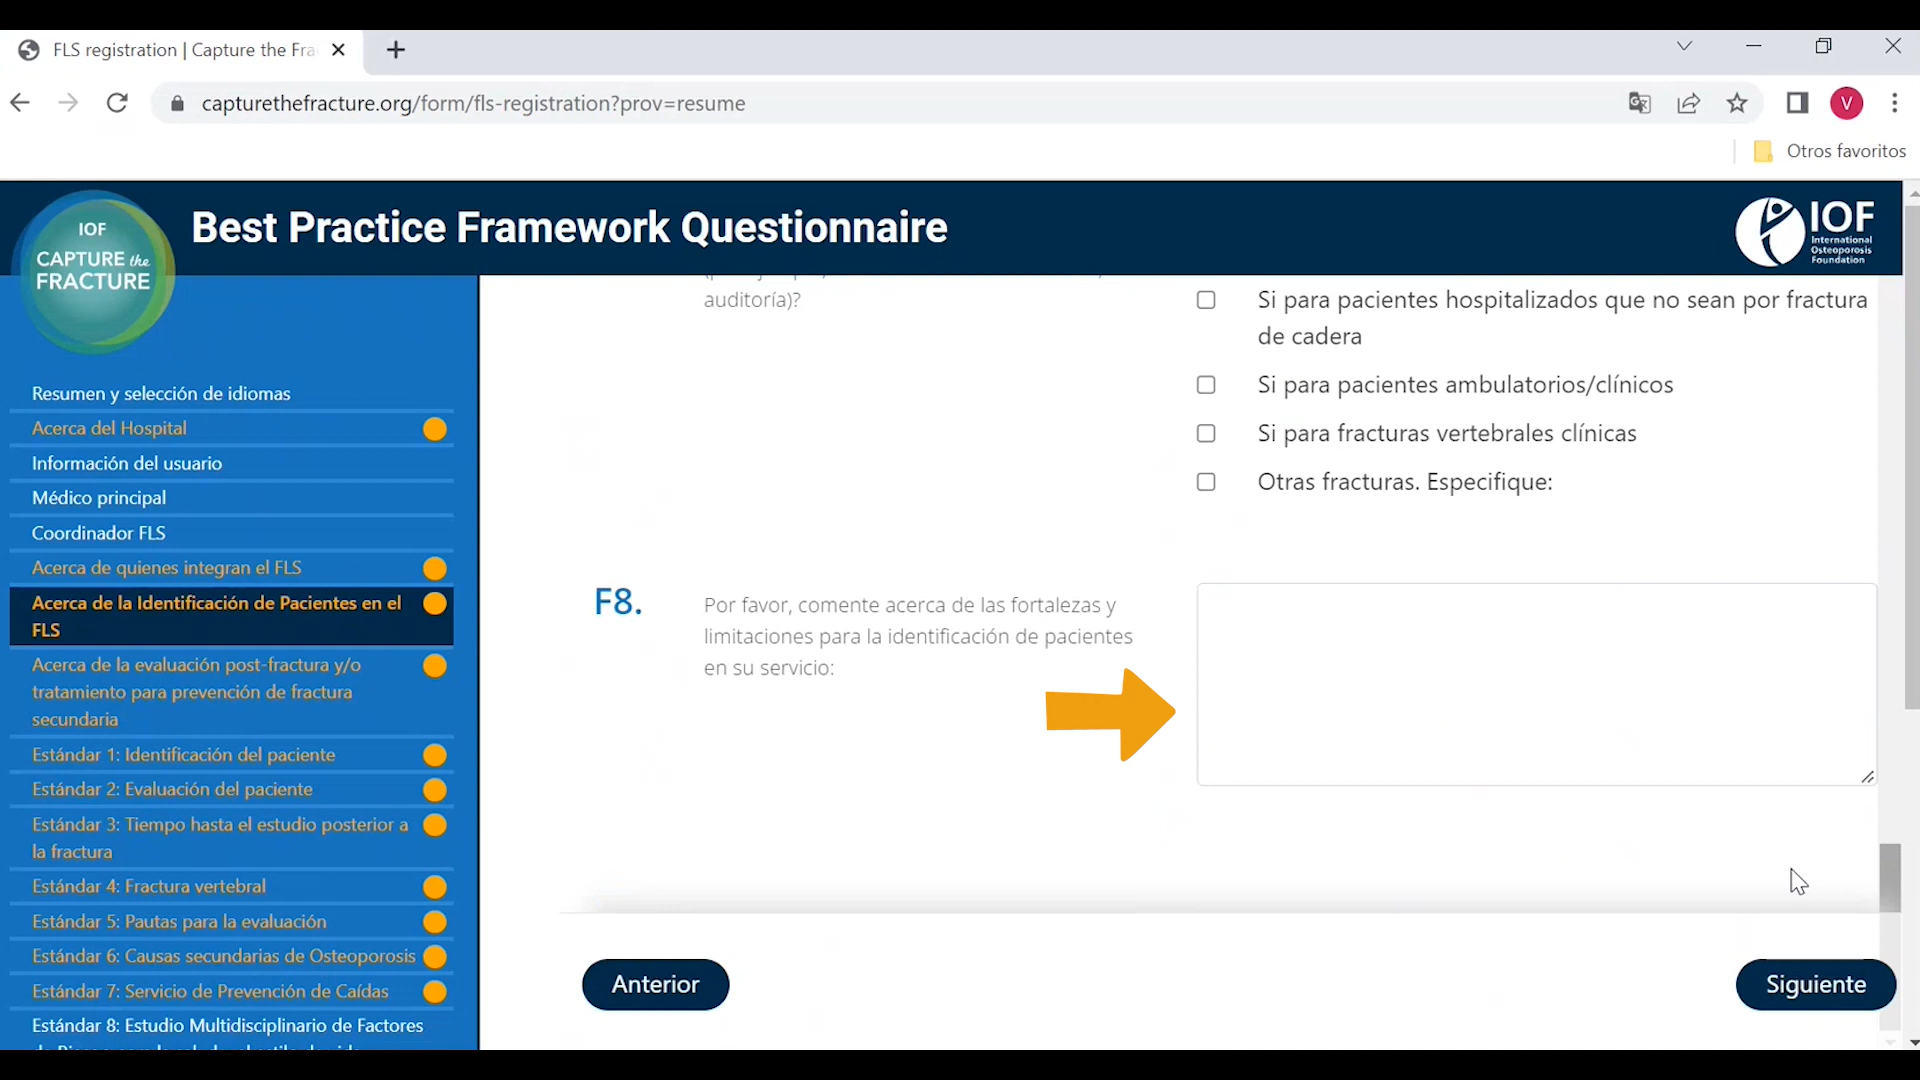 FLS registration | Capture the Fra
capturethefracture.org/form/fls-registration?prov=resume
V
Otros favoritos
IOF
CAPTURE the
FRACTURE
Best Practice Framework Questionnaire
IOF
International
Osteoporosis
Foundation
Resumen y selección de idiomas
Acerca del Hospital
Información del usuario
Médico principal
Coordinador FLS
Acerca de quienes integran el FLS
Acerca de la Identificación de Pacientes en el
FLS
Acerca de la evaluación post-fractura y/o
tratamiento para prevención de fractura
secundaria
Estándar 1: Identificación del paciente
Estándar 2: Evaluación del paciente
Estándar 3: Tiempo hasta el estudio posterior a
la fractura
Estándar 4: Fractura vertebral
Estándar 5: Pautas para la evaluación
Estándar 6: Causas secundarias de Osteoporosis
Estándar 7: Servicio de Prevención de Caídas
Estándar 8: Estudio Multidisciplinario de Factores
auditoría)?
Si para pacientes hospitalizados que no sean por fractura
de cadera
Si para pacientes ambulatorios/clínicos
Si para fracturas vertebrales clínicas
Otras fracturas. Especifique:
F8.
Por favor, comente acerca de las fortalezas y
limitaciones para la identificación de pacientes
en su servicio:
Anterior
Siguiente